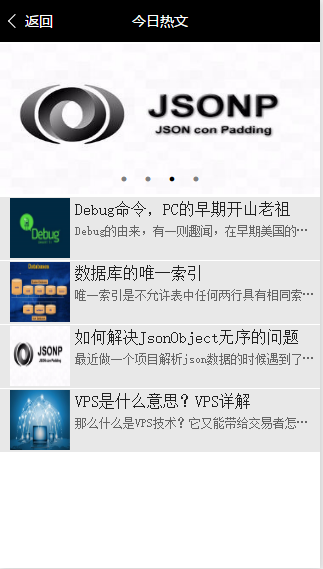 返回 今日热文
JSONP
JSON con Padding
Debug命令，PC的早期开山老祖
Debug的由来，有一则趣闻，在早期美国的…
数据库的唯一索引
唯一索引是不允许表中任何两行具有相同索…
如何解决JsonObject无序的问题
最近做一个项目解析json数据的时候遇到了…
VPS是什么意思？VPS详解
那么什么是VPS技术？它又能带给交易者怎…
Debug
Databases
JSONP